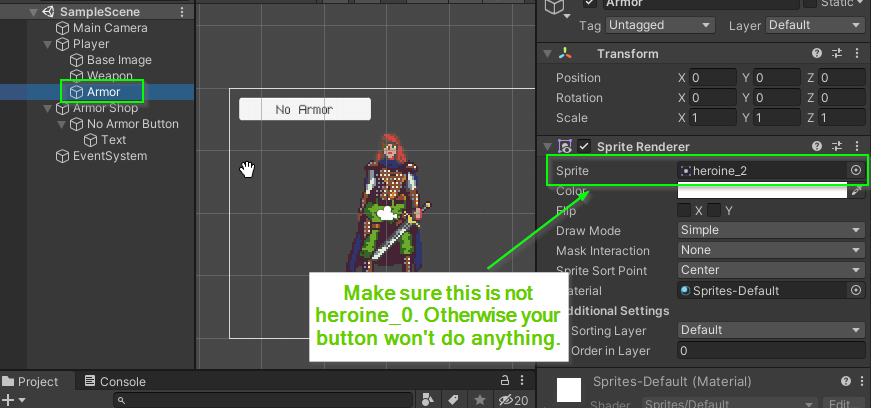 SampleScene
Main Camera
Player
Base Image
Weapon
Armor
Armor Shop
No Armor Button
Text
EventSystem
No Armor
Make sure this is not
heroine_0. Otherwise your
button won't do anything.
Project
Console
20
Armor
Static
Tag Untagged Layer Default
Transform
Position X 0 Y 0 Z 0
Rotation X 0 Y 0 Z 0
Scale X 1 Y 1 Z 1
Sprite Renderer
Sprite heroine_2
Color
Flip X Y
Draw Mode Simple
Mask Interaction None
Sprite Sort Point Center
Material Sprites-Default
Additional Settings
Sorting Layer Default
Order in Layer 0
Sprites-Default (Material)
Shader Sprites/Default Edit...